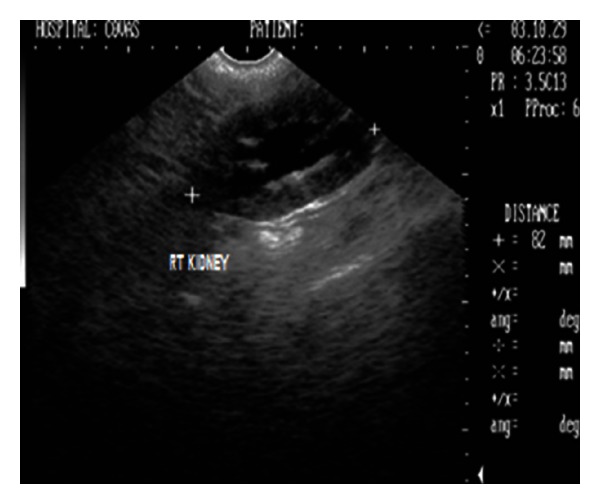 HOSPITAL: COVAS PATIENT: <= 03.10.29
0 06:23:58
PR : 3.5C13
x1 PProc: 6
DISTANCE
+ = 82 mm
× = mm
+/x=
ang= deg
÷ = mm
× = mm
+/x=
ang= deg
RT KIDNEY